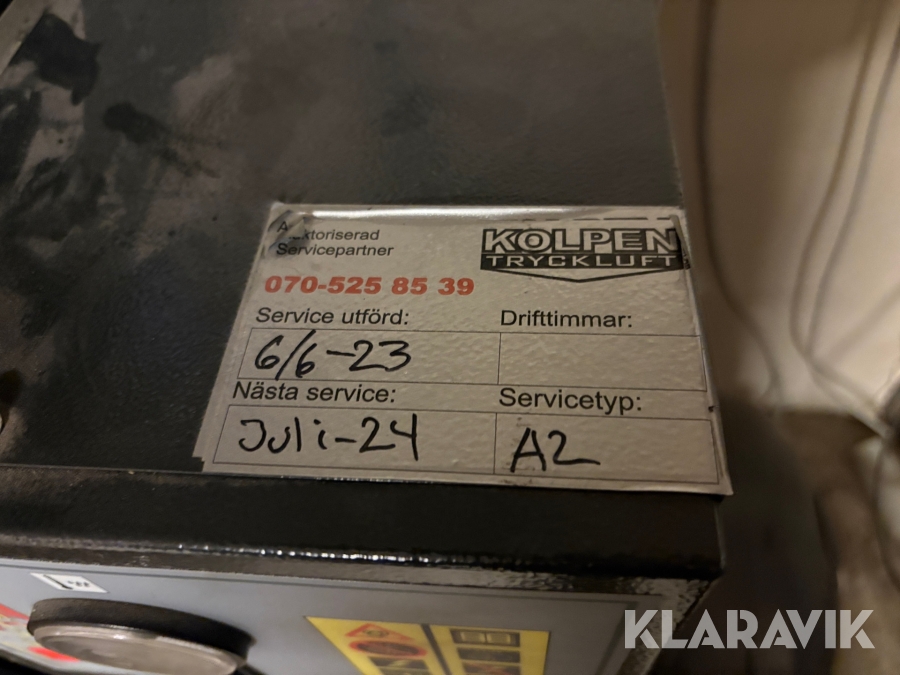 Servicepartner
KOLPEN
TRYCKLUFT
070-525 85 39
Service utförd:
Drifttimmar:
6/6-23
Nästa service:
Servicetyp:
Juli-24
A2
KLARAVIK